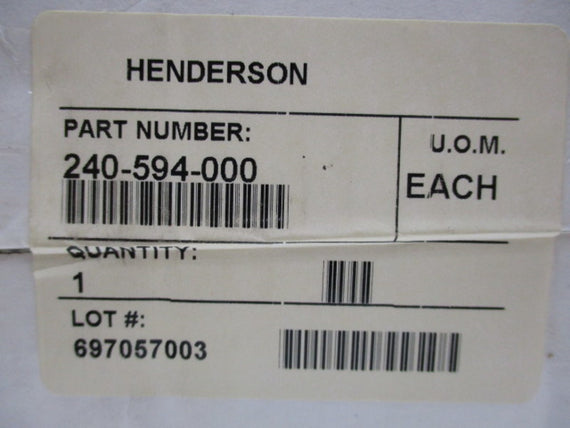 HENDERSON
PART NUMBER:
240-594-000
U.O.M.
EACH
QUANTITY:
1
LOT #:
697057003